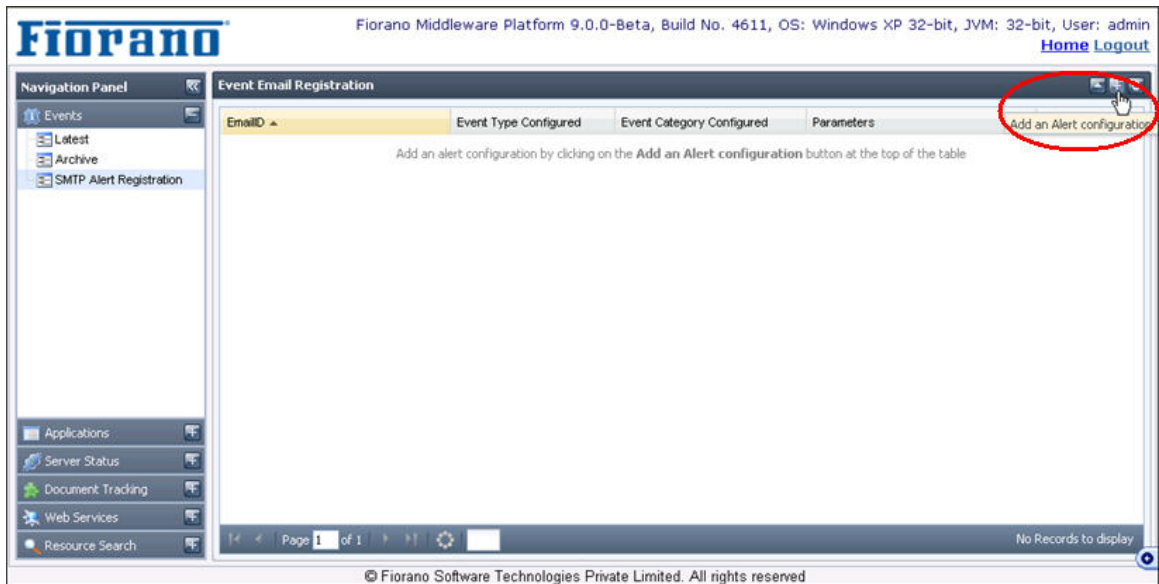 Fiorano
Fiorano Middleware Platform 9.0.0-Beta, Build No. 4611, OS: Windows XP 32-bit, JVM: 32-bit, User: admin
Home Logout
Navigation Panel
Event Email Registration
Events
Latest
Archive
SMTP Alert Registration
EmailID
Event Type Configured
Event Category Configured
Parameters
Add an Alert configuration
Add an alert configuration by clicking on the Add an Alert configuration button at the top of the table
Applications
Server Status
Document Tracking
Web Services
Resource Search
Page 1 of 1
No Records to display
© Fiorano Software Technologies Private Limited. All rights reserved